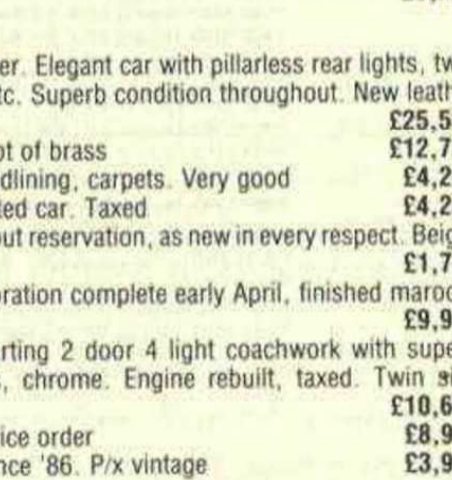 er. Elegant car with pillarless rear lights, tw
tc. Superb condition throughout. New leath
£25,5
ot of brass £12,7
dlining, carpets. Very good £4,2
ted car. Taxed £4,2
out reservation, as new in every respect. Beig
£1,7
oration complete early April, finished maroo
£9,9
rting 2 door 4 light coachwork with supe
s, chrome. Engine rebuilt, taxed. Twin si
£10,6
ice order £8,9
nce '86. P/x vintage £3,9